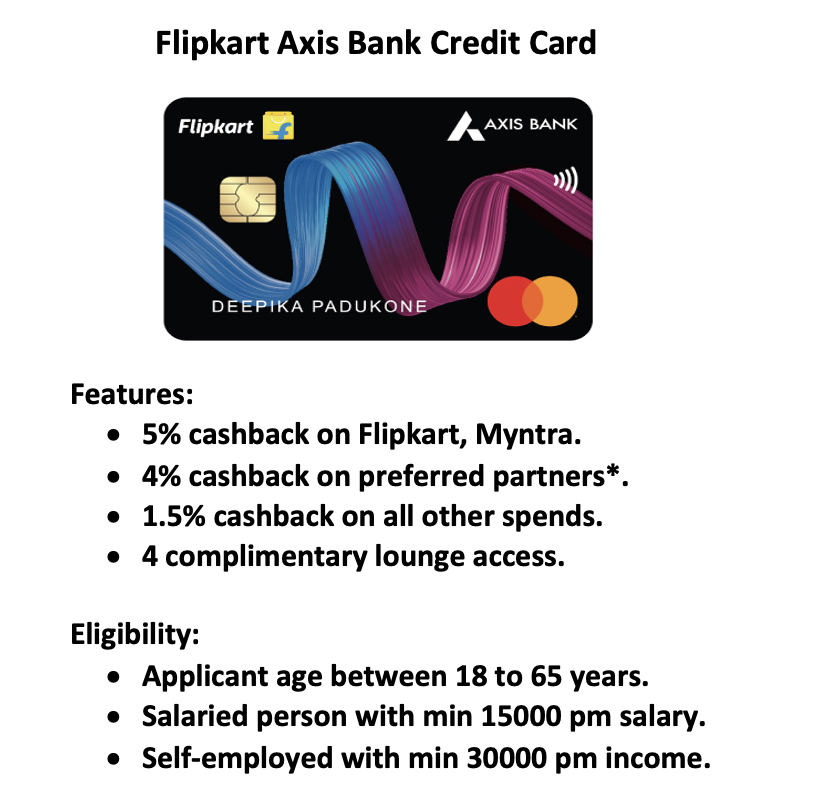 Flipkart Axis Bank Credit Card
Flipkart
AXIS BANK
DEEPIKA PADUKONE
Features:
• 5% cashback on Flipkart, Myntra.
• 4% cashback on preferred partners*.
• 1.5% cashback on all other spends.
• 4 complimentary lounge access.
Eligibility:
• Applicant age between 18 to 65 years.
• Salaried person with min 15000 pm salary.
• Self-employed with min 30000 pm income.